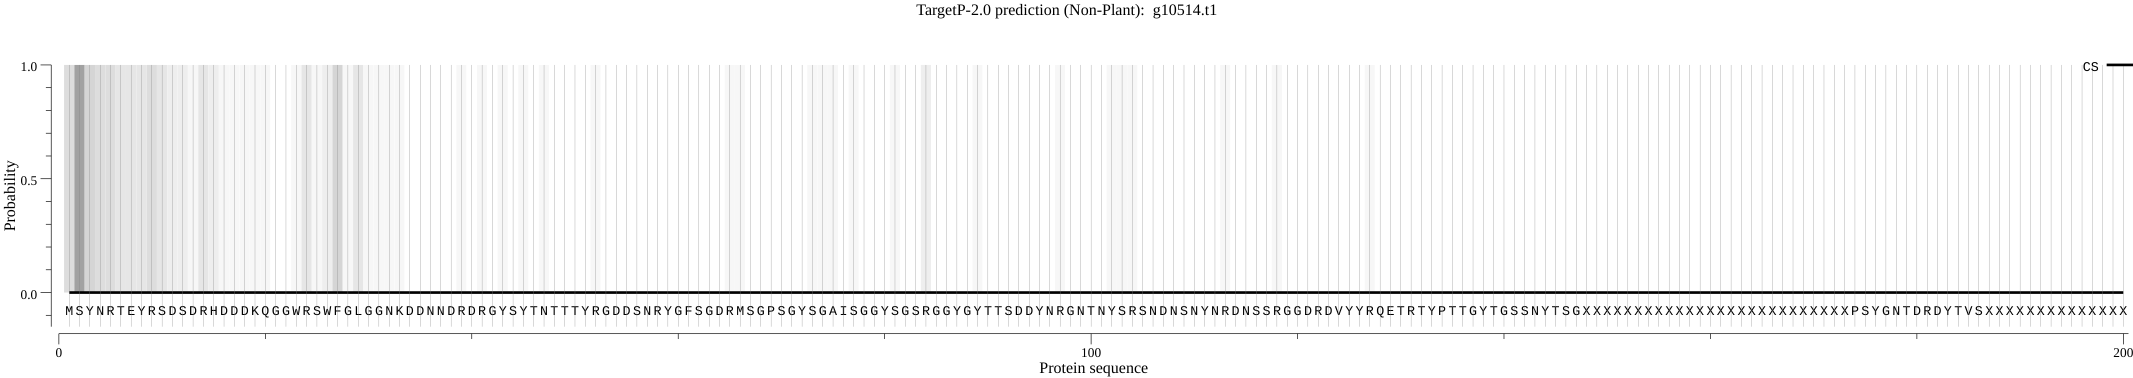 TargetP-2.0 prediction (Non-Plant): g10514.t1
1.0
CS
0.5
0.0
Probability
MSYNRTEYRSDSDRHDDDKQGGWRSWFGLGGNKDDNNDRDRGYSYTNTTTYRGDDSNRYGFSGDRMSGPSGYSGAISGGYSGSRGGYGYTTSDDYNRGNTNYSRSNDNSNYNRDNSSRGGDRDVYYRQETRTYPTTGYTGSSNYTSGXXXXXXXXXXXXXXXXXXXXXXXXXXPSYGNTDRDYTVSXXXXXXXXXXXXXX
0 100 200
Protein sequence